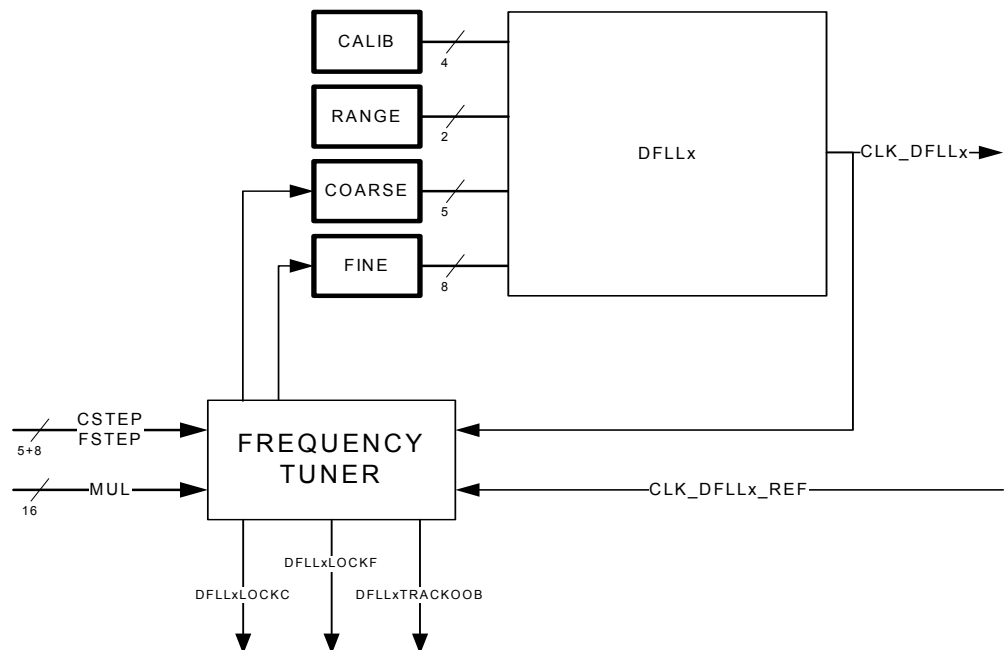 CALIB
4
RANGE
2
DFLLx
CLK_DFLLx
COARSE
5
FINE
8
CSTEP
FSTEP
5+8
FREQUENCY
TUNER
MUL
16
CLK_DFLLx_REF
DFLLxLOCKF
DFLLxLOCKC
DFLLxTRACKOOB